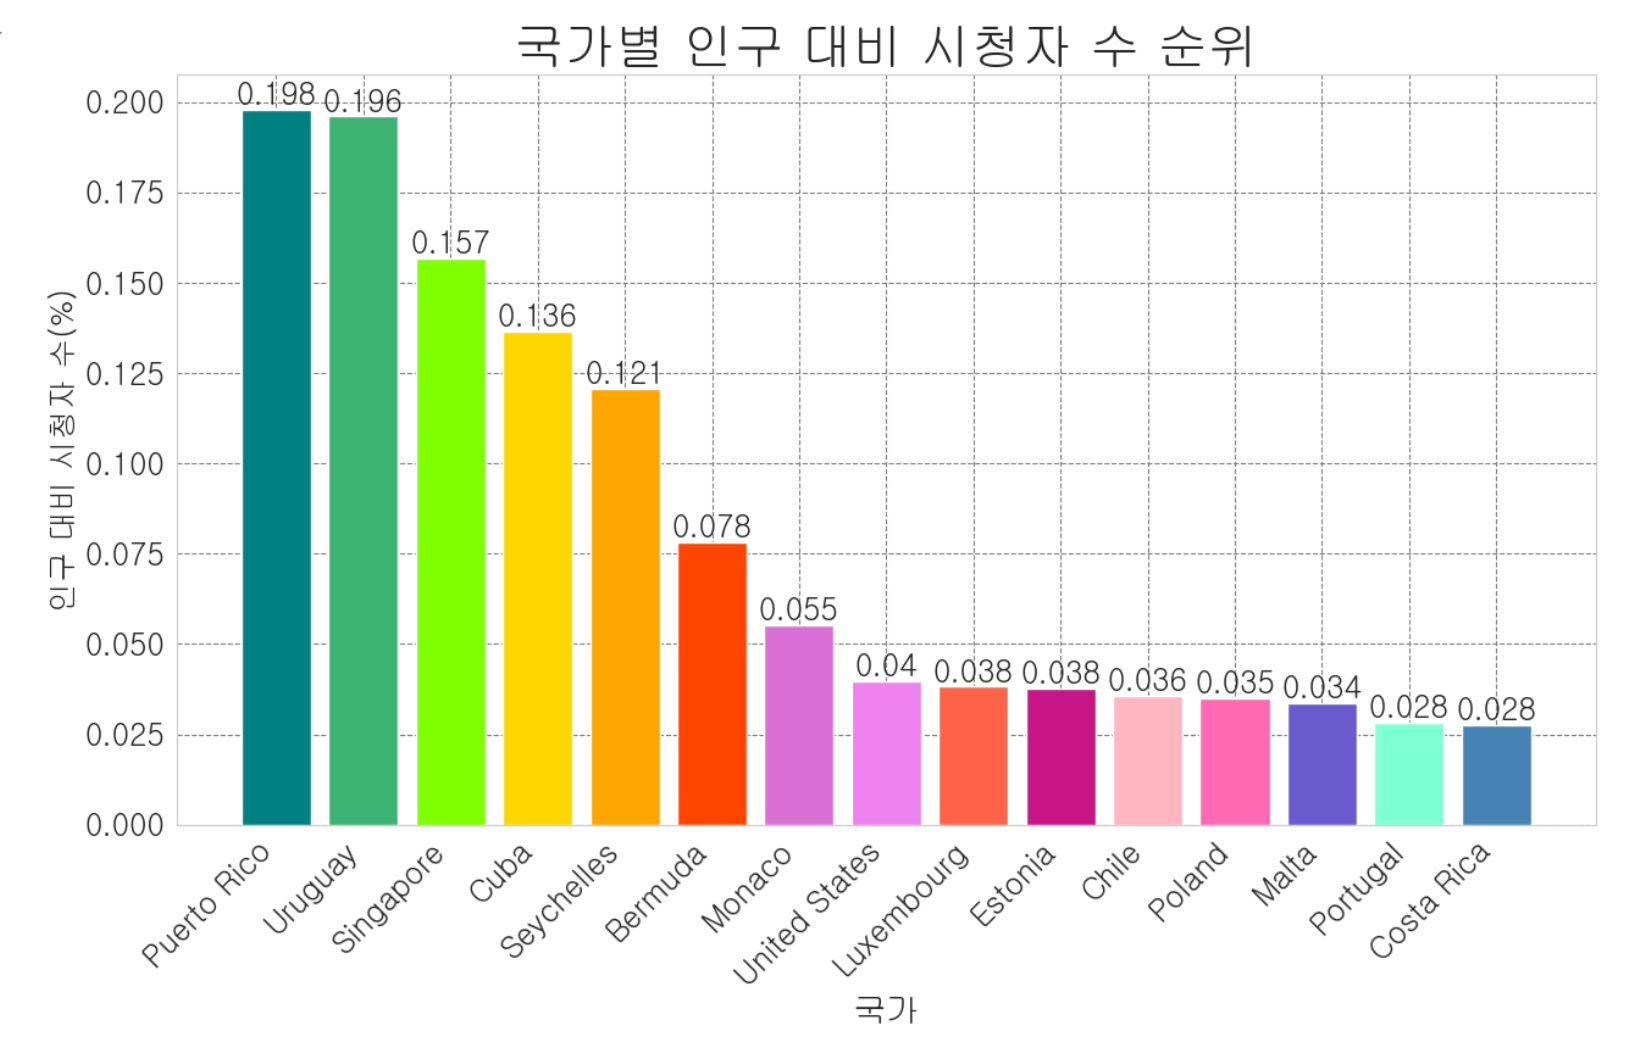 국가별 인구 대비 시청자 수 순위
인구 대비 시청자 수(%)
0.200
0.175
0.150
0.125
0.100
0.075
0.050
0.025
0.000
0.198
0.196
0.157
0.136
0.121
0.078
0.055
0.04
0.038
0.038
0.036
0.035
0.034
0.028
0.028
Puerto Rico
Uruguay
Singapore
Cuba
Seychelles
Bermuda
Monaco
United States
Luxembourg
Estonia
Chile
Poland
Malta
Portugal
Costa Rica
국가